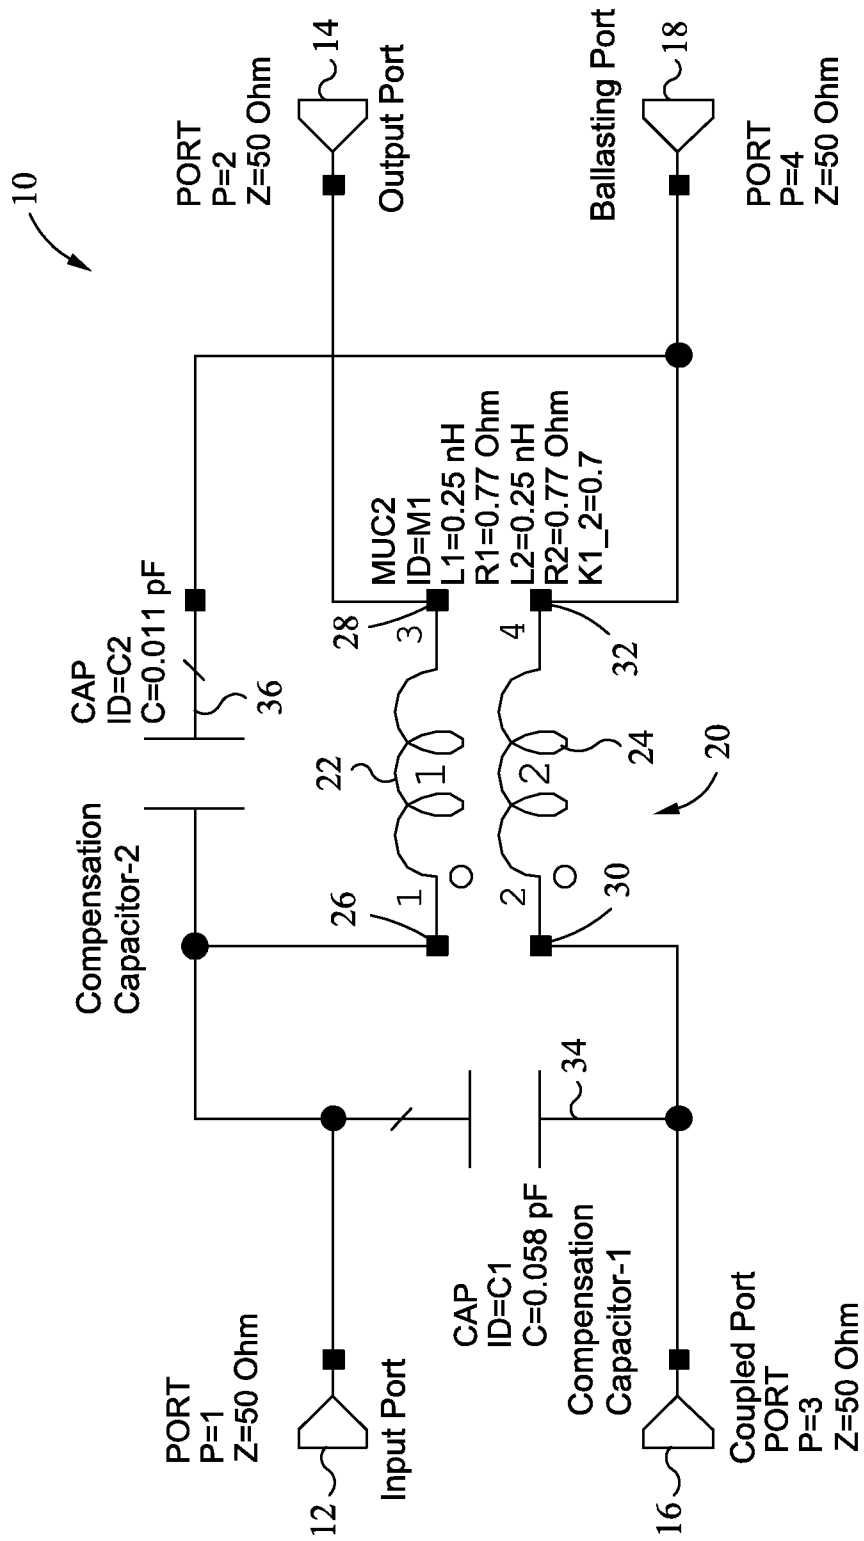 10
PORT
P=1
Z=50 Ohm
12
Input Port
PORT
P=2
Z=50 Ohm
14
Output Port
Compensation
Capacitor-2
CAP
ID=C2
C=0.011 pF
36
26
22
28
1
1
3
MUC2
ID=M1
L1=0.25 nH
R1=0.77 Ohm
L2=0.25 nH
R2=0.77 Ohm
K1_2=0.7
2
2
4
30
24
32
20
CAP
ID=C1
C=0.058 pF
34
Compensation
Capacitor-1
16
Coupled Port
PORT
P=3
Z=50 Ohm
Ballasting Port
18
PORT
P=4
Z=50 Ohm